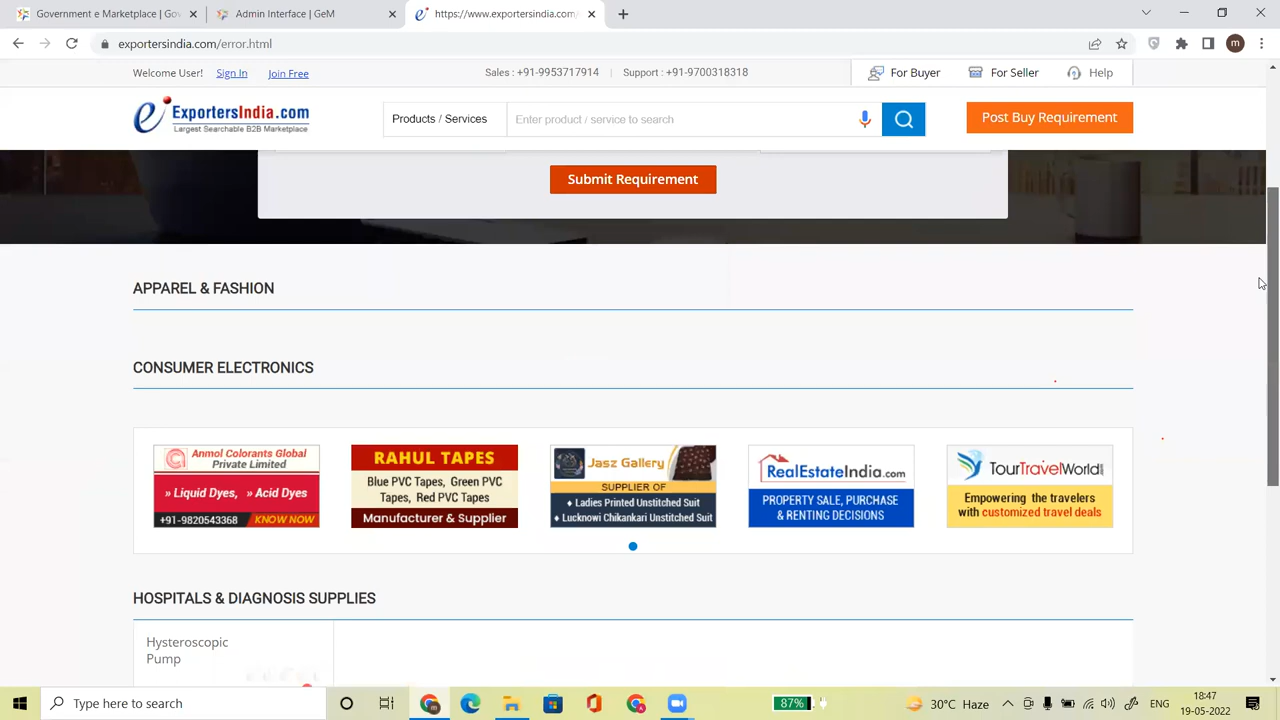 Government e Marketplace | Gov
Admin Interface | GeM
https://www.exportersindia.com/
exportersindia.com/error.html
m
Welcome User! Sign In Join Free
Sales : +91-9953717914 | Support : +91-9700318318
For Buyer For Seller Help
ExportersIndia.com
Largest Searchable B2B Marketplace
Products / Services
Enter product / service to search
Post Buy Requirement
Submit Requirement
APPAREL & FASHION
CONSUMER ELECTRONICS
Anmol Colorants Global
Private Limited
» Liquid Dyes, » Acid Dyes
+91-9820543368 KNOW NOW
RAHUL TAPES
Blue PVC Tapes, Green PVC
Tapes, Red PVC Tapes
Manufacturer & Supplier
Jasz Gallery
SUPPLIER OF
♦ Ladies Printed Unstitched Suit
♦ Lucknowi Chikankari Unstitched Suit
RealEstateIndia.com
PROPERTY SALE, PURCHASE
& RENTING DECISIONS
TourTravelWorld
Empowering the travelers
with customized travel deals
HOSPITALS & DIAGNOSIS SUPPLIES
Hysteroscopic
Pump
Type here to search
87%
30°C Haze
ENG
18:47
19-05-2022